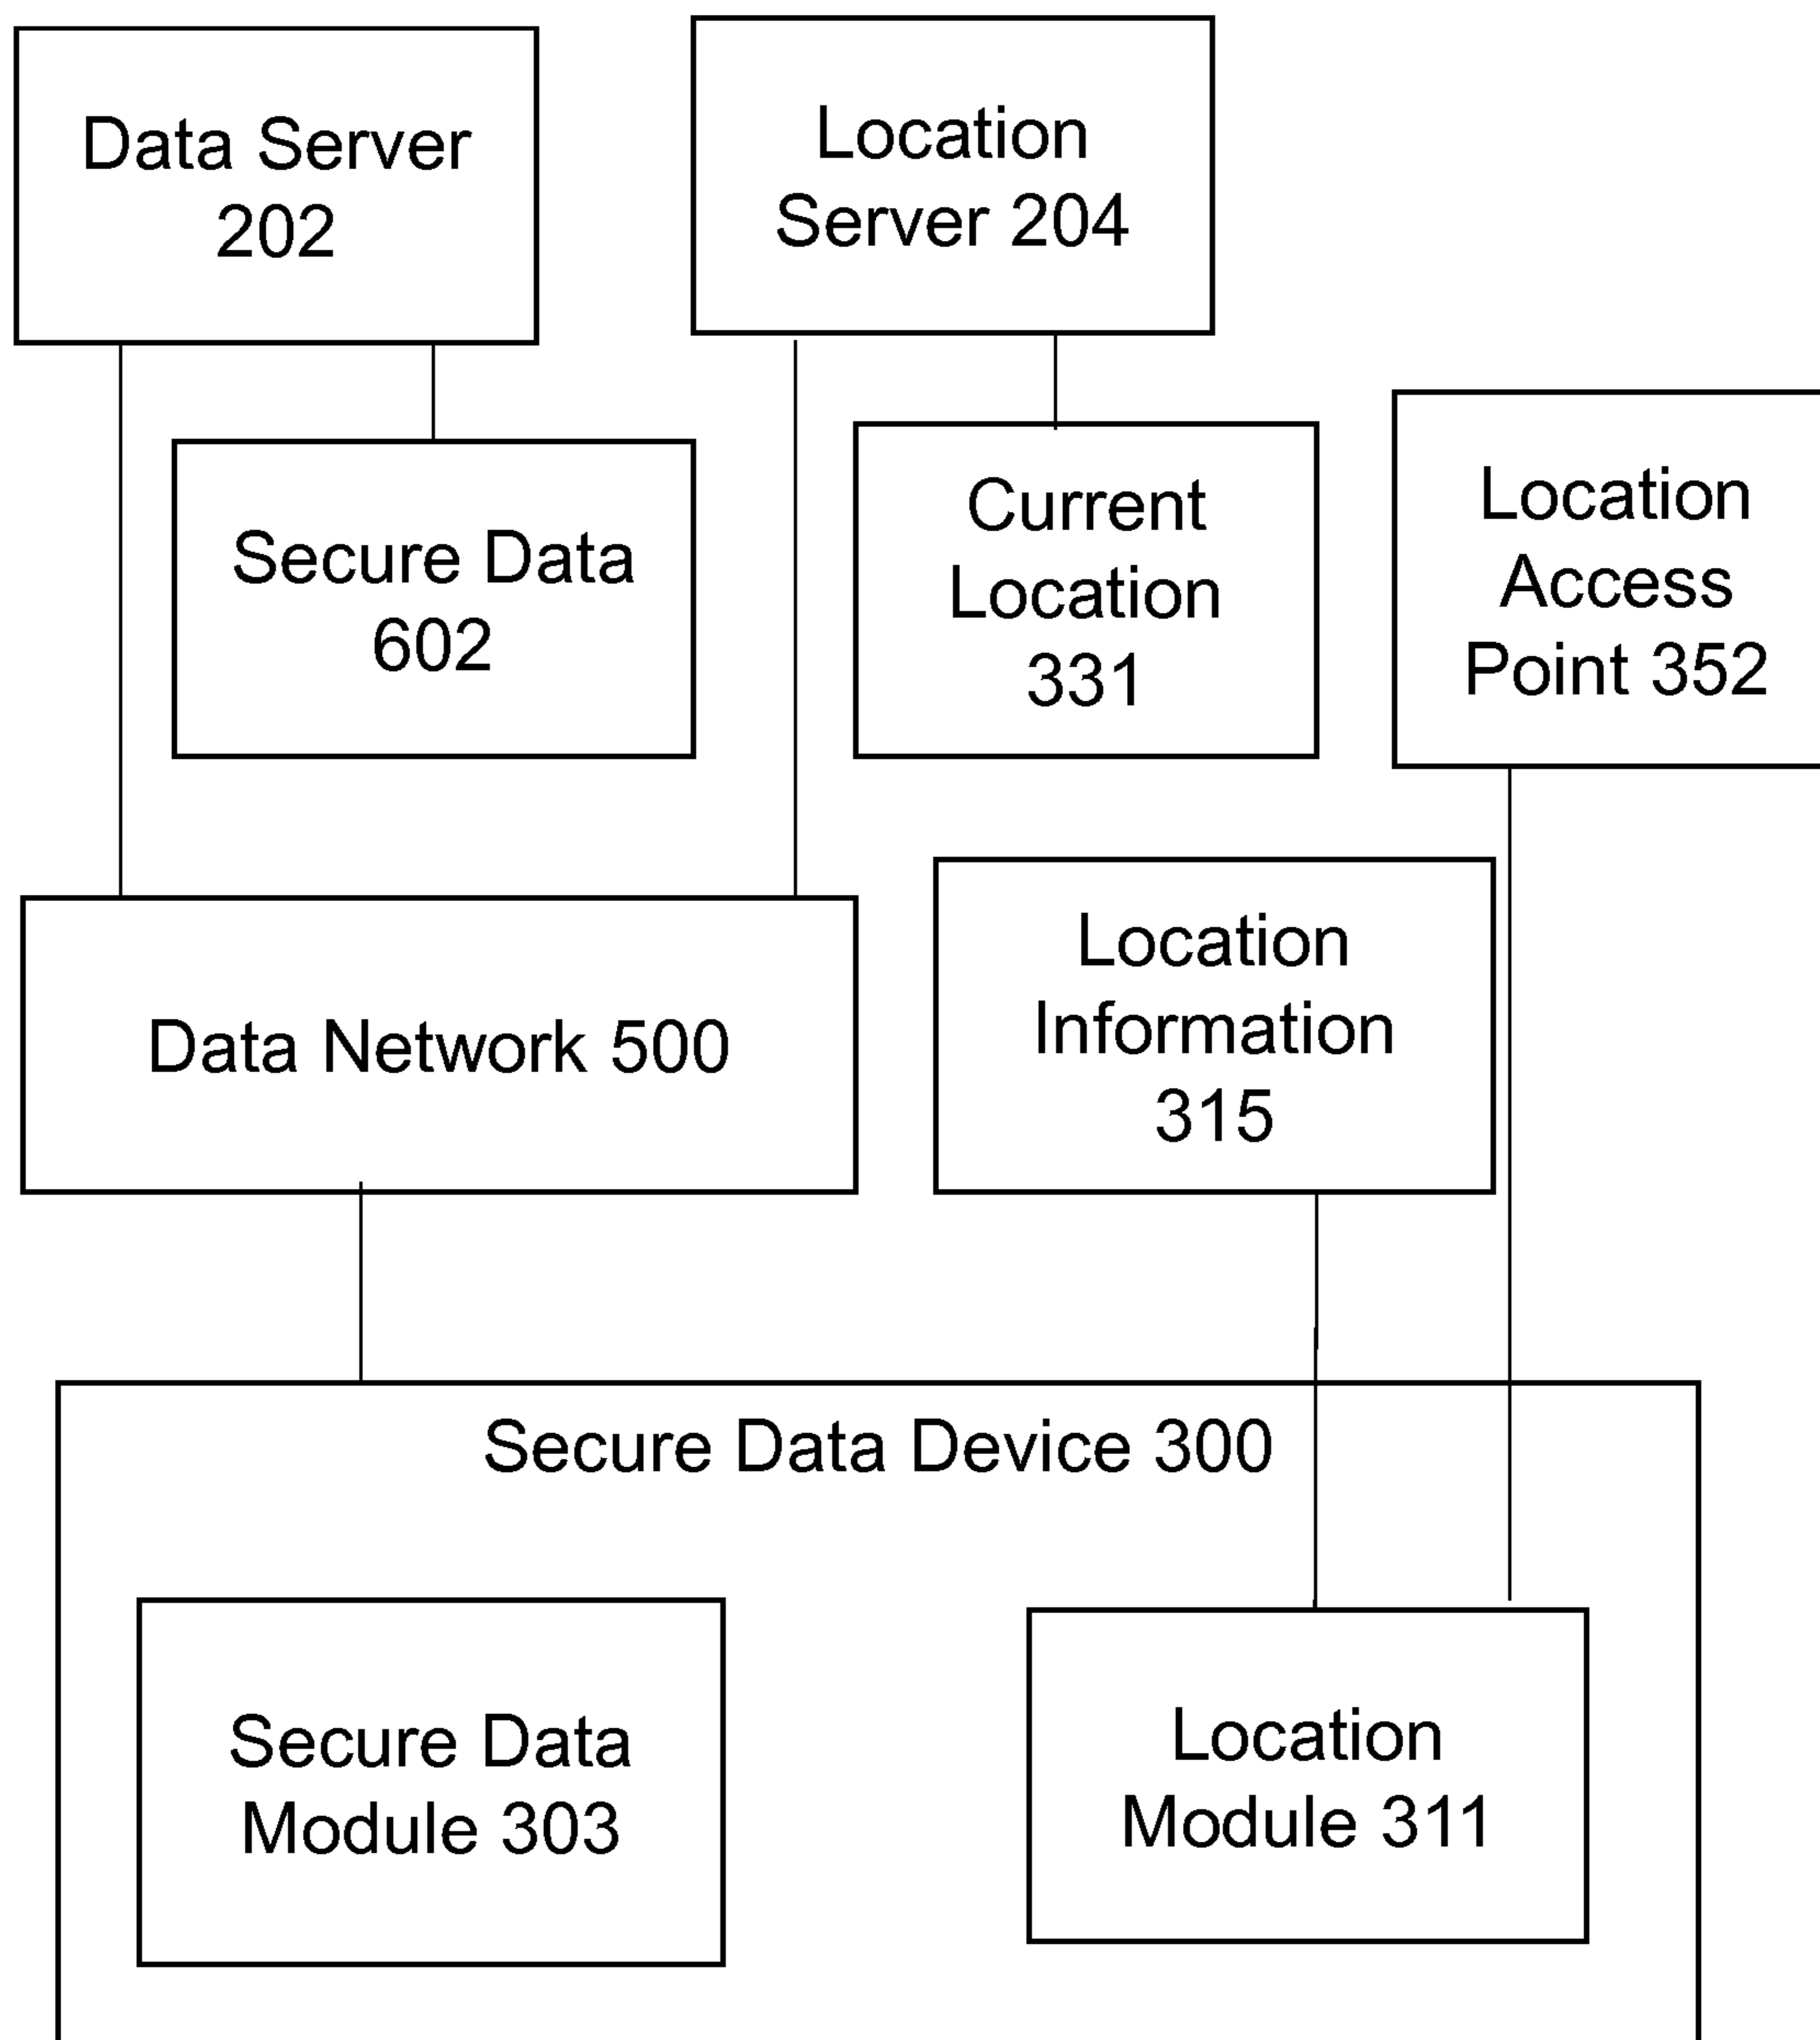 Data Server
202
Location
Server 204
Secure Data
602
Current
Location
331
Location
Access
Point 352
Data Network 500
Location
Information
315
Secure Data Device 300
Secure Data
Module 303
Location
Module 311